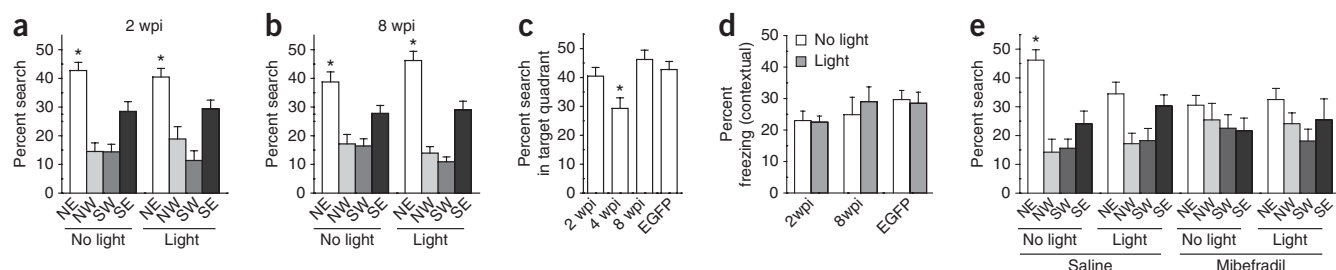 a
2 wpi
Percent search
50
40
30
20
10
0
*
*
NE
NW
SW
SE
NE
NW
SW
SE
No light
Light
b
8 wpi
Percent search
50
40
30
20
10
0
*
*
NE
NW
SW
SE
NE
NW
SW
SE
No light
Light
c
Percent search
in target quadrant
50
40
30
20
10
0
*
2 wpi
4 wpi
8 wpi
EGFP
d
Percent
freezing (contextual)
50
40
30
20
10
0
No light
Light
2wpi
8wpi
EGFP
e
Percent search
50
40
30
20
10
0
*
NE
NW
SW
SE
NE
NW
SW
SE
NE
NW
SW
SE
NE
NW
SW
SE
No light
Light
No light
Light
Saline
Mibefradil